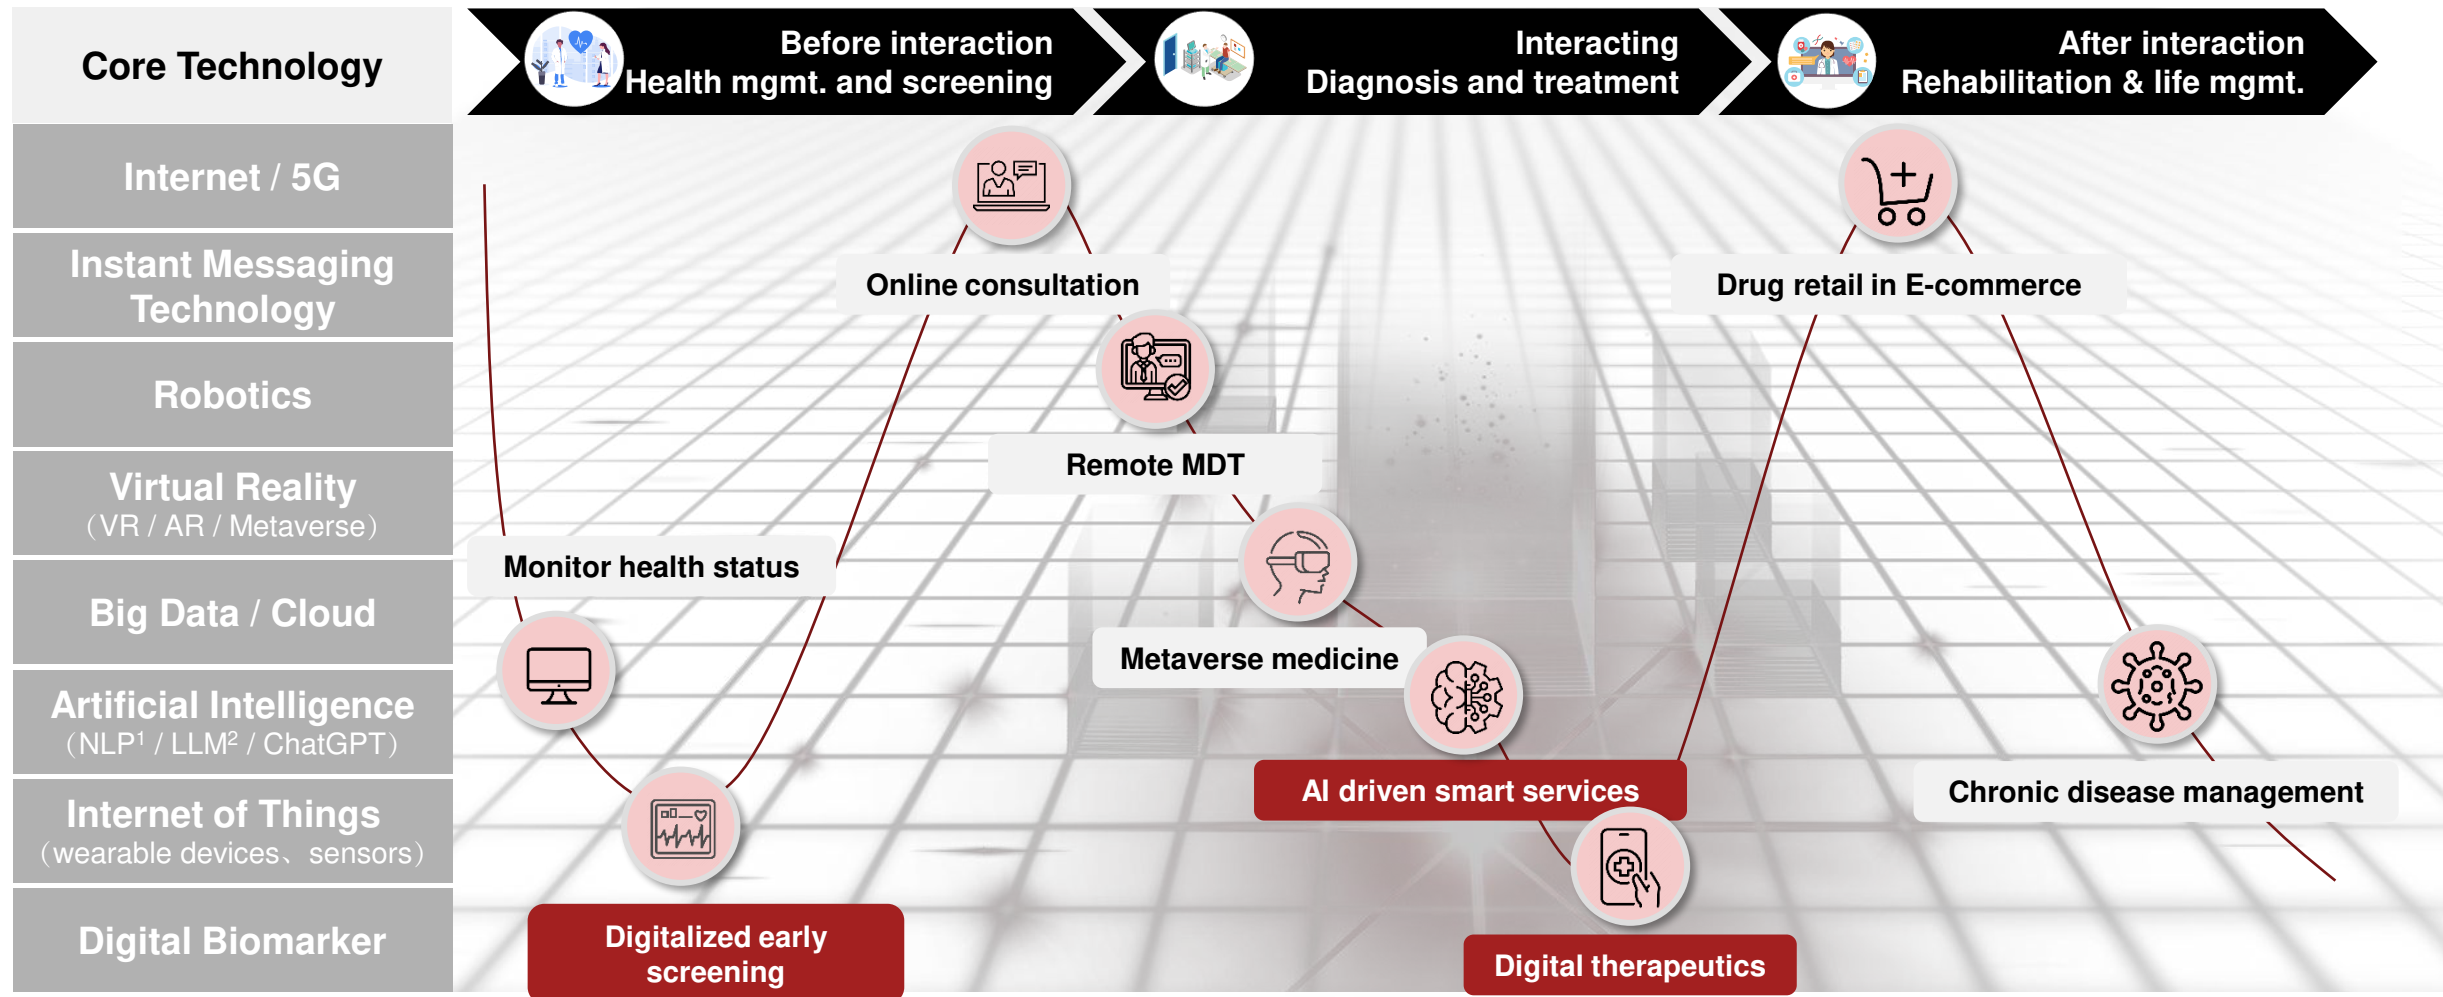 Core Technology
Before interaction
Health mgmt. and screening
Interacting
Diagnosis and treatment
After interaction
Rehabilitation & life mgmt.
Internet / 5G
Instant Messaging
Technology
Robotics
Virtual Reality
（VR / AR / Metaverse）
Big Data / Cloud
Artificial Intelligence
（NLP¹ / LLM² / ChatGPT）
Internet of Things
（wearable devices、sensors）
Digital Biomarker
Online consultation
Drug retail in E-commerce
Remote MDT
Monitor health status
Metaverse medicine
AI driven smart services
Chronic disease management
Digitalized early
screening
Digital therapeutics